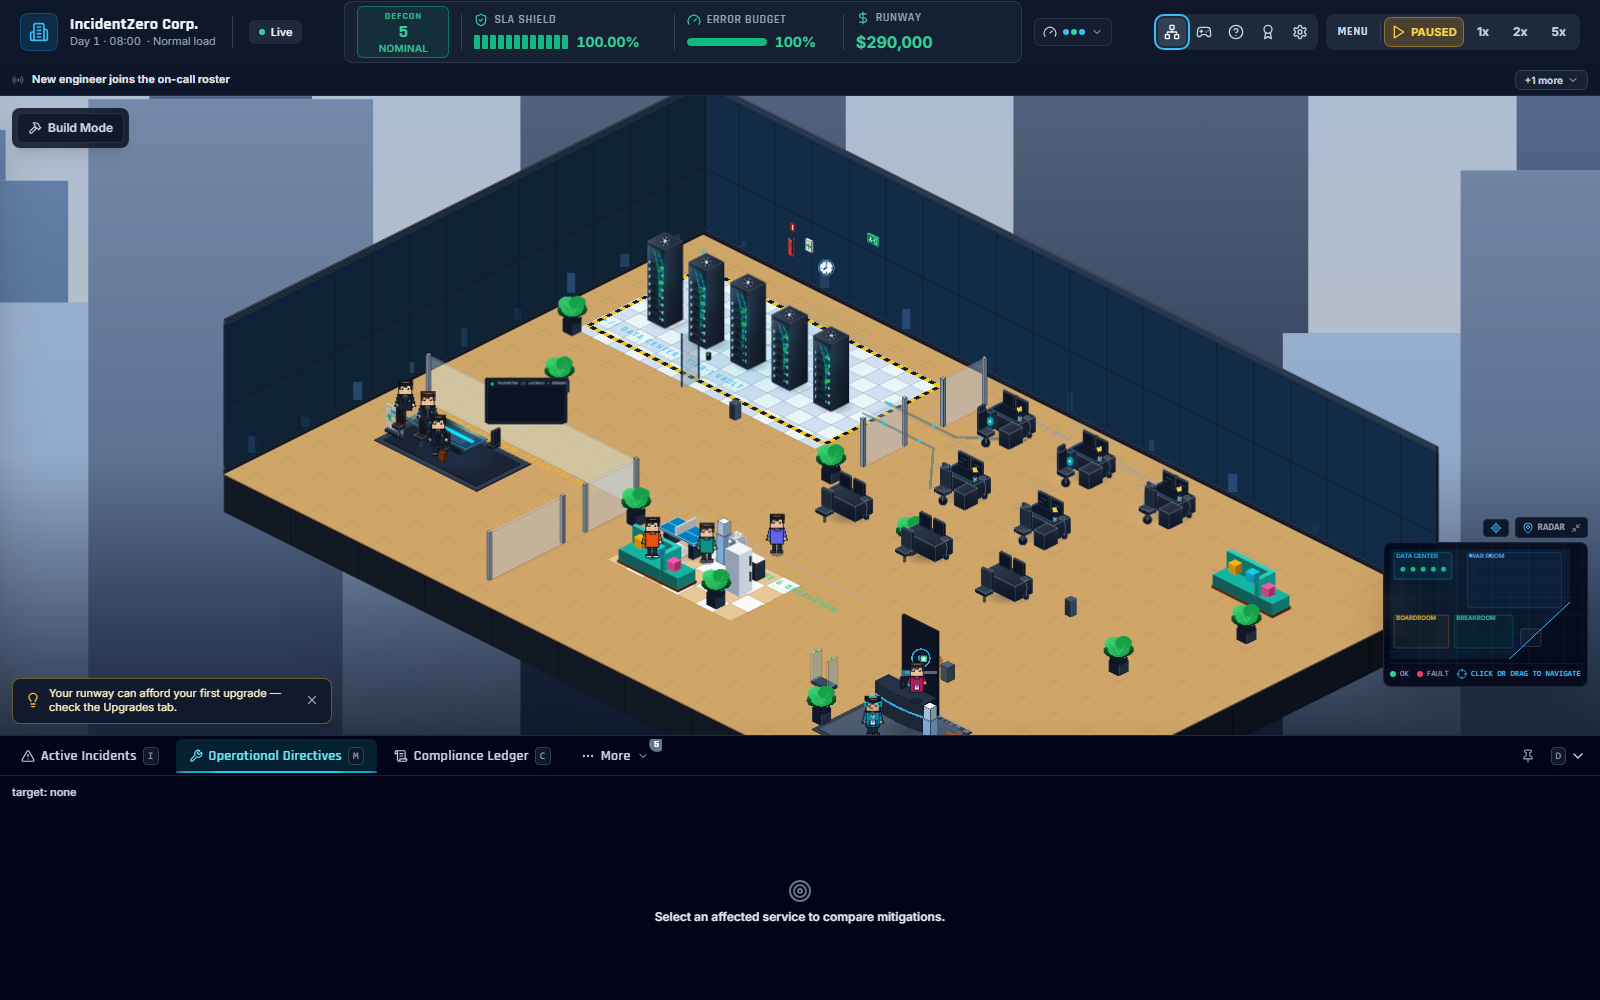 IncidentZero Corp.
Day 1 · 08:00 · Normal load
Live
DEFCON
5
NOMINAL
SLA SHIELD
100.00%
ERROR BUDGET
100%
RUNWAY
$290,000
MENU
PAUSED
1x
2x
5x
New engineer joins the on-call roster
+1 more
Build Mode
DATA CENTER
VAULT
RADAR
DATA CENTER
WAR ROOM
BOARDROOM
BREAKROOM
OK
FAULT
CLICK OR DRAG TO NAVIGATE
Your runway can afford your first upgrade —
check the Upgrades tab.
Active Incidents
I
Operational Directives
M
Compliance Ledger
C
More
5
D
target: none
Select an affected service to compare mitigations.